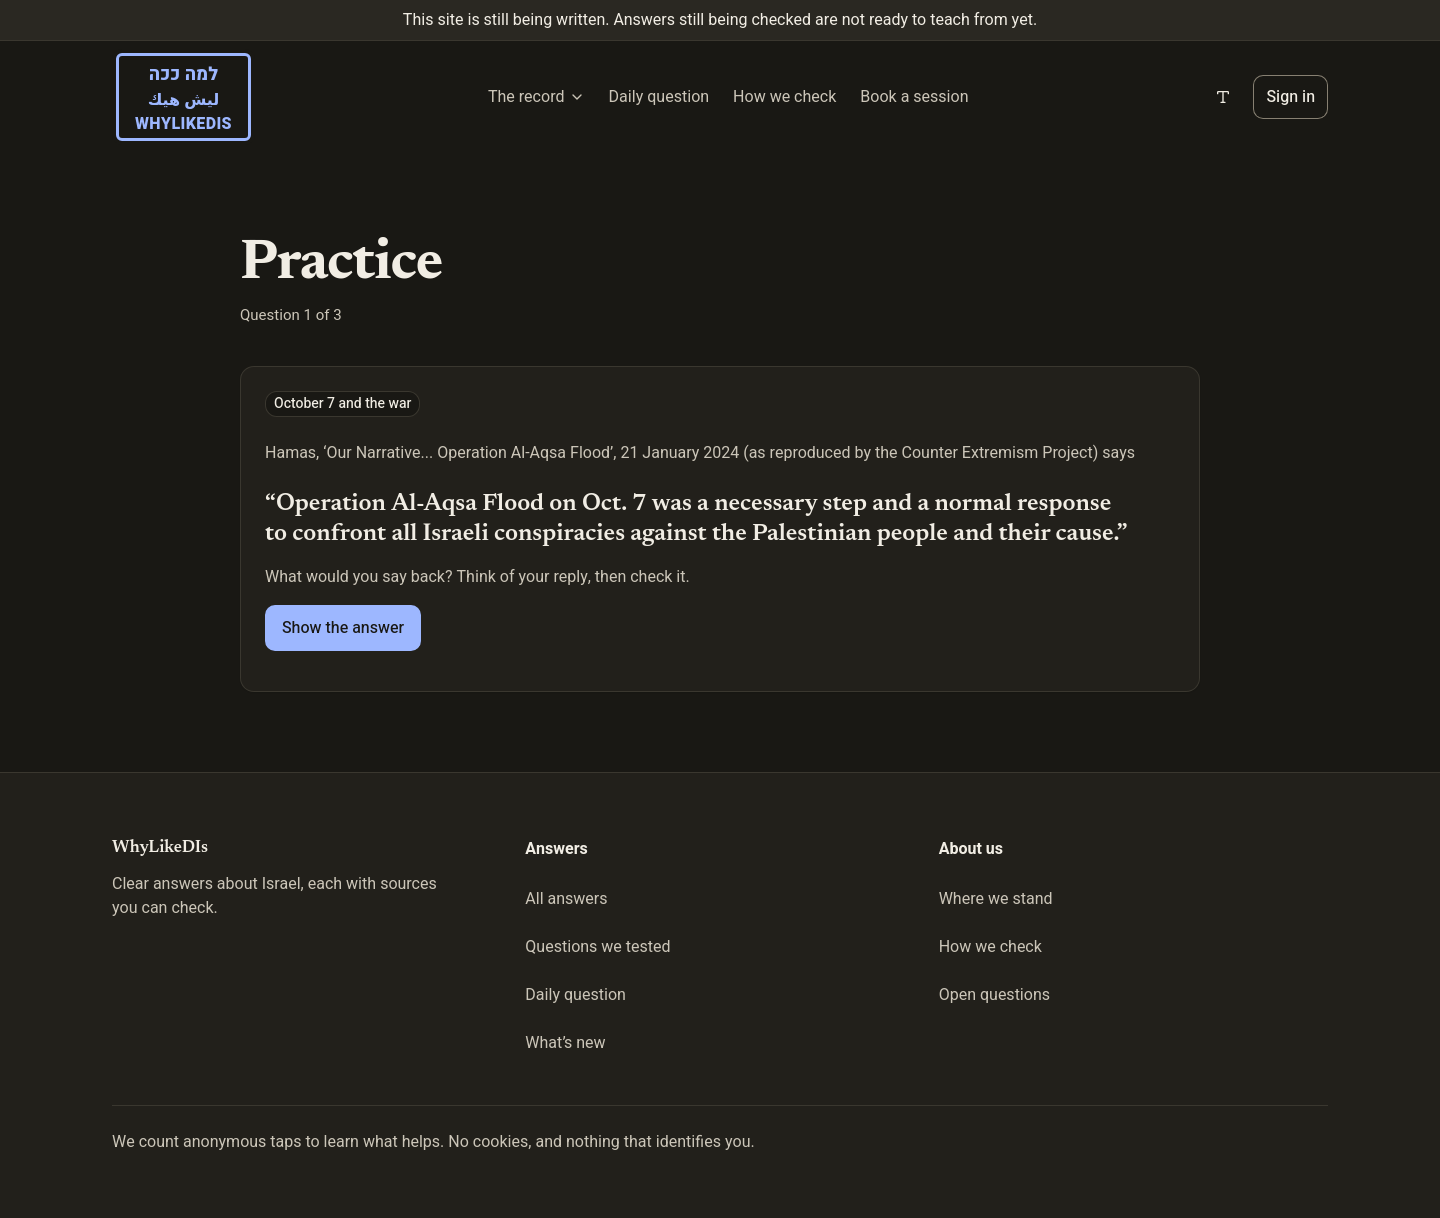 This site is still being written. Answers still being checked are not ready to teach from yet.
למה ככה
ليش هيك
WHYLIKEDIS
The record
Daily question
How we check
Book a session
T
Sign in
Practice
Question 1 of 3
October 7 and the war
Hamas, ‘Our Narrative... Operation Al-Aqsa Flood’, 21 January 2024 (as reproduced by the Counter Extremism Project) says
“Operation Al-Aqsa Flood on Oct. 7 was a necessary step and a normal response
to confront all Israeli conspiracies against the Palestinian people and their cause.”
What would you say back? Think of your reply, then check it.
Show the answer
WhyLikeDIs
Clear answers about Israel, each with sources
you can check.
Answers
All answers
Questions we tested
Daily question
What’s new
About us
Where we stand
How we check
Open questions
We count anonymous taps to learn what helps. No cookies, and nothing that identifies you.